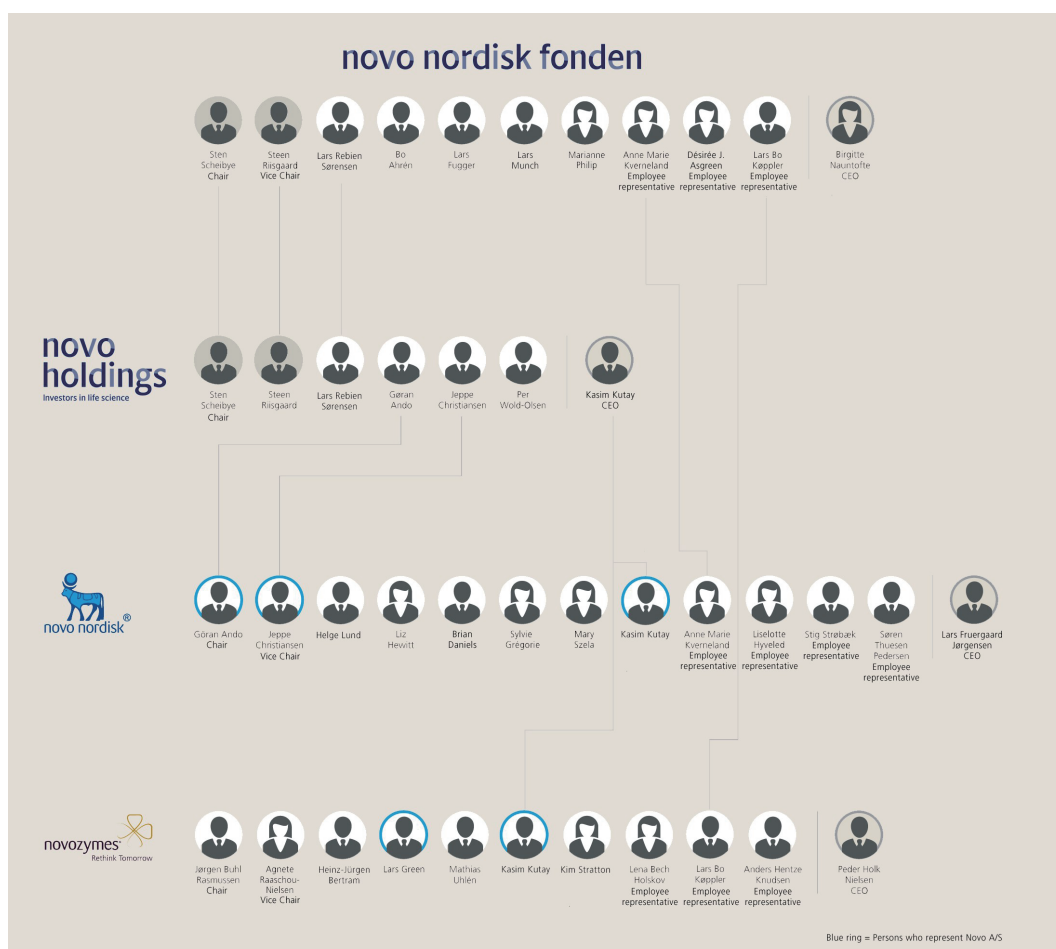 novo nordisk fonden
Sten
Scheibye
Chair
Steen
Riisgaard
Vice Chair
Lars Rebien
Sørensen
Bo
Ahrén
Lars
Fugger
Lars
Munch
Marianne
Philip
Anne Marie
Kverneland
Employee
representative
Désirée J.
Asgreen
Employee
representative
Lars Bo
Køppler
Employee
representative
Birgitte
Nauntofte
CEO
novo
holdings
Investors in life science
Sten
Scheibye
Chair
Steen
Riisgaard
Lars Rebien
Sørensen
Gøran
Ando
Jeppe
Christiansen
Per
Wold-Olsen
Kasim Kutay
CEO
novo nordisk®
Göran Ando
Chair
Jeppe
Christiansen
Vice Chair
Helge Lund
Liz
Hewitt
Brian
Daniels
Sylvie
Grégorie
Mary
Szela
Kasim Kutay
Anne Marie
Kverneland
Employee
representative
Liselotte
Hyveled
Employee
representative
Stig Strøbæk
Employee
representative
Søren
Thuesen
Pedersen
Employee
representative
Lars Fruergaard
Jørgensen
CEO
novozymes
Rethink Tomorrow
Jørgen Buhl
Rasmussen
Chair
Agnete
Raaschou-
Nielsen
Vice Chair
Heinz-Jürgen
Bertram
Lars Green
Mathias
Uhlén
Kasim Kutay
Kim Stratton
Lena Bech
Holskov
Employee
representative
Lars Bo
Køppler
Employee
representative
Anders Hentze
Knudsen
Employee
representative
Peder Holk
Nielsen
CEO
Blue ring = Persons who represent Novo A/S